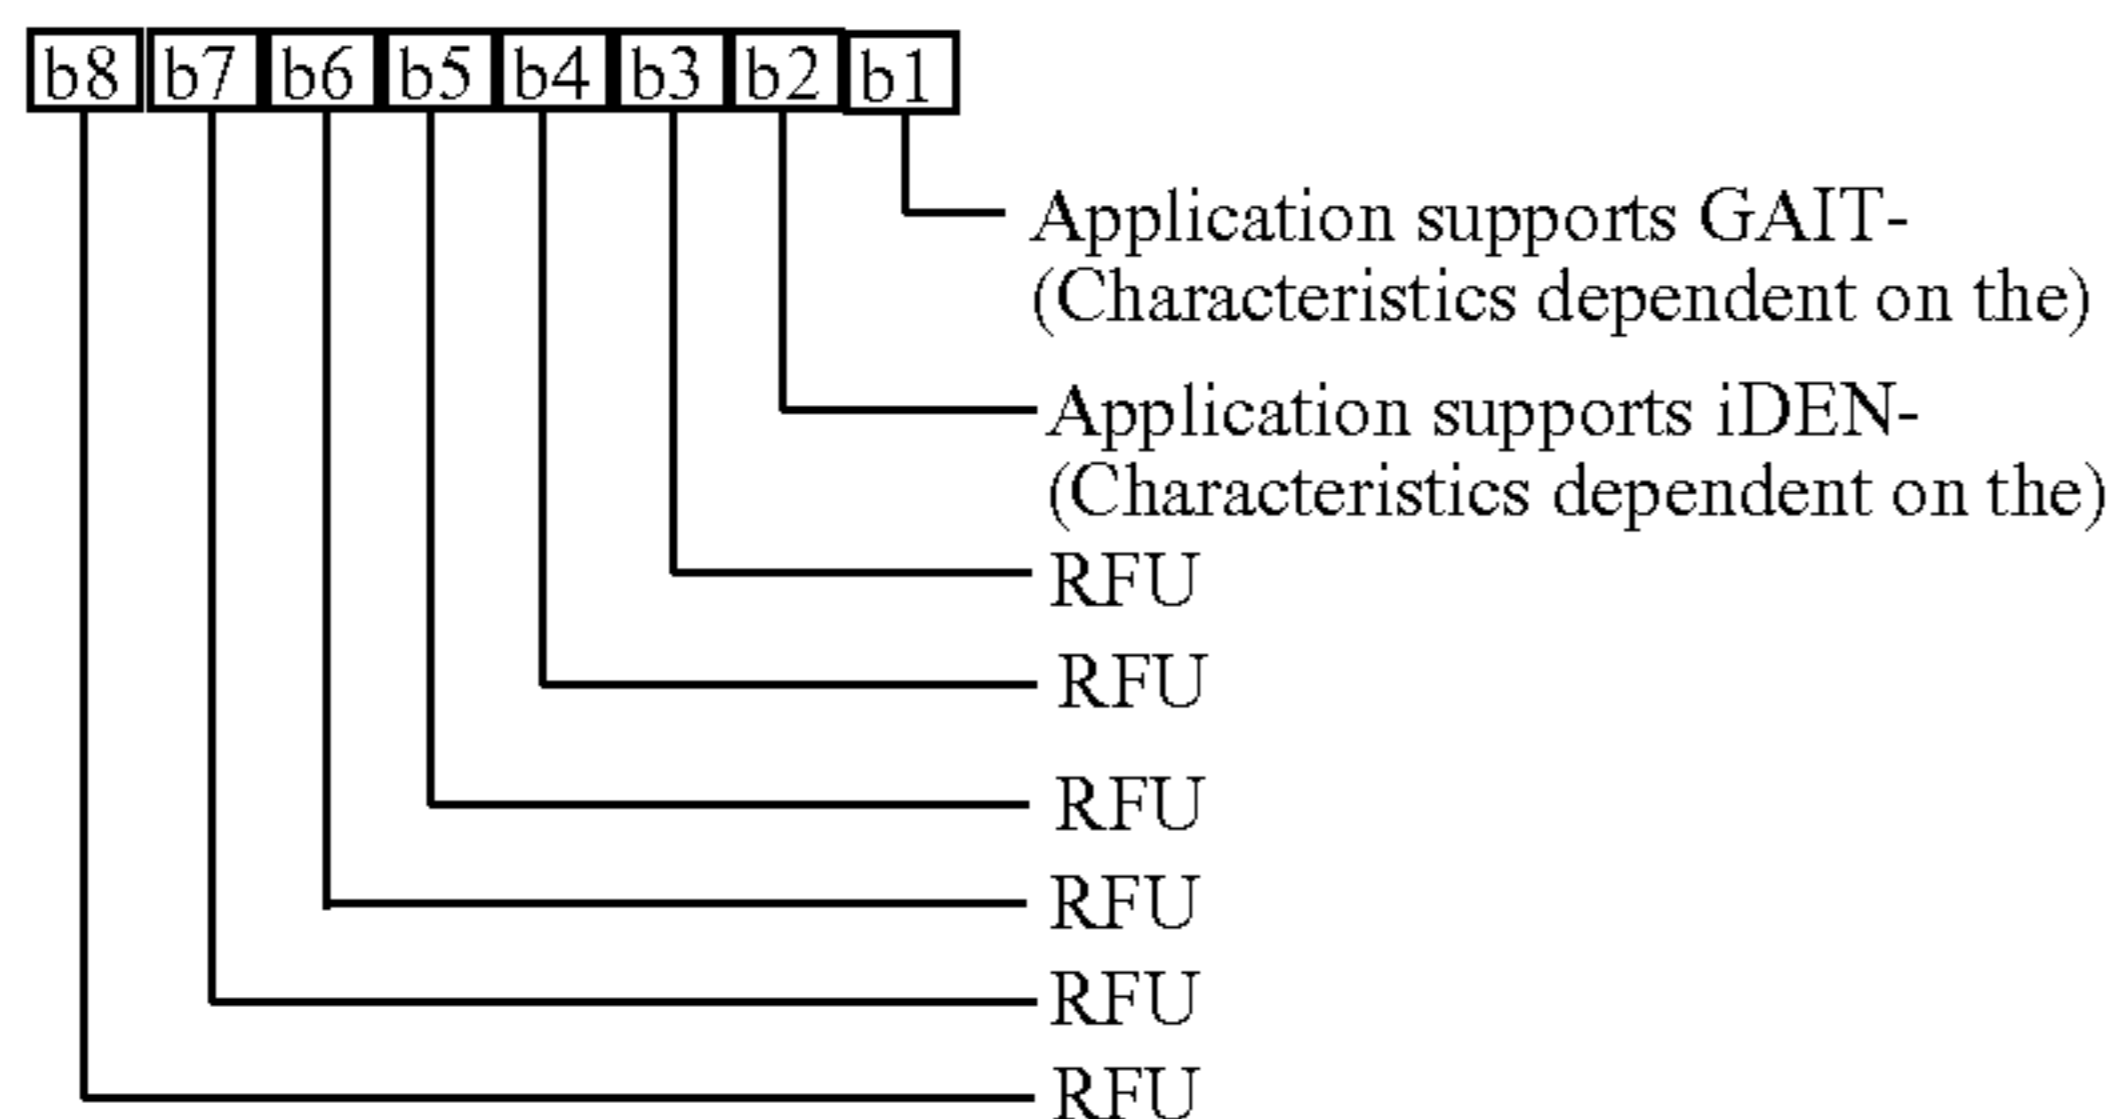 b8 b7 b6 b5 b4 b3 b2 b1
Application supports GAIT-
(Characteristics dependent on the)
Application supports iDEN-
(Characteristics dependent on the)
RFU
RFU
RFU
RFU
RFU
RFU